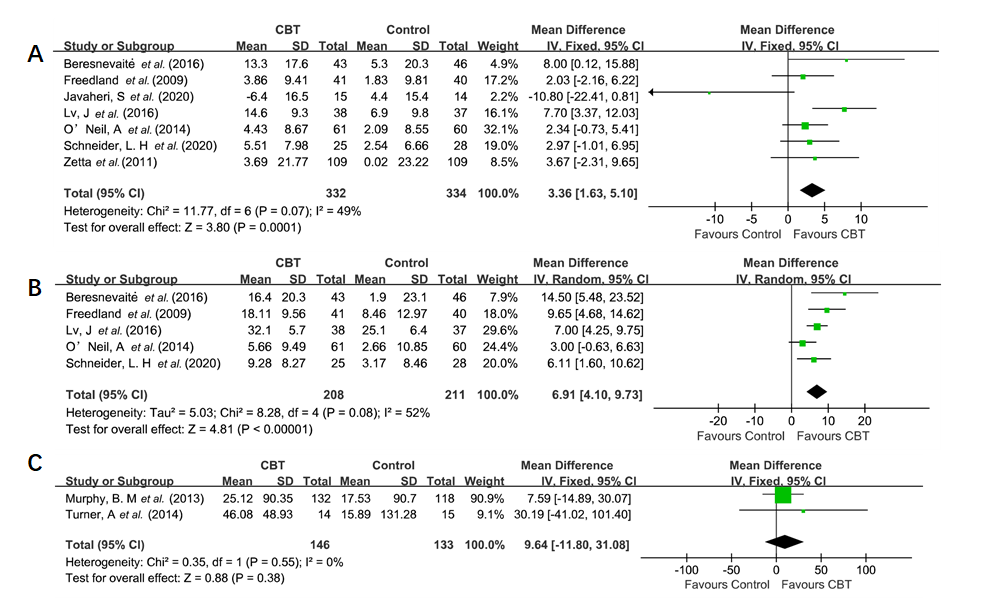 A
CBT Control Mean Difference Mean Difference
Study or Subgroup Mean SD Total Mean SD Total Weight IV, Fixed, 95% CI IV, Fixed, 95% CI
Beresnevaité et al. (2016) 13.3 17.6 43 5.3 20.3 46 4.9% 8.00 [0.12, 15.88]
Freedland et al. (2009) 3.86 9.41 41 1.83 9.81 40 17.2% 2.03 [-2.16, 6.22]
Javaheri, S et al. (2020) -6.4 16.5 15 4.4 15.4 14 2.2% -10.80 [-22.41, 0.81]
Lv, J et al. (2016) 14.6 9.3 38 6.9 9.8 37 16.1% 7.70 [3.37, 12.03]
O' Neil, A et al. (2014) 4.43 8.67 61 2.09 8.55 60 32.1% 2.34 [-0.73, 5.41]
Schneider, L. H et al. (2020) 5.51 7.98 25 2.54 6.66 28 19.0% 2.97 [-1.01, 6.95]
Zetta et al. (2011) 3.69 21.77 109 0.02 23.22 109 8.5% 3.67 [-2.31, 9.65]
Total (95% CI) 332 334 100.0% 3.36 [1.63, 5.10]
Heterogeneity: Chi² = 11.77, df = 6 (P = 0.07); I² = 49%
Test for overall effect: Z = 3.80 (P = 0.0001)
-10 -5 0 5 10
Favours Control Favours CBT
B
CBT Control Mean Difference Mean Difference
Study or Subgroup Mean SD Total Mean SD Total Weight IV, Random, 95% CI IV, Random, 95% CI
Beresnevaité et al. (2016) 16.4 20.3 43 1.9 23.1 46 7.9% 14.50 [5.48, 23.52]
Freedland et al. (2009) 18.11 9.56 41 8.46 12.97 40 18.0% 9.65 [4.68, 14.62]
Lv, J et al. (2016) 32.1 5.7 38 25.1 6.4 37 29.6% 7.00 [4.25, 9.75]
O' Neil, A et al. (2014) 5.66 9.49 61 2.66 10.85 60 24.4% 3.00 [-0.63, 6.63]
Schneider, L. H et al. (2020) 9.28 8.27 25 3.17 8.46 28 20.0% 6.11 [1.60, 10.62]
Total (95% CI) 208 211 100.0% 6.91 [4.10, 9.73]
Heterogeneity: Tau² = 5.03; Chi² = 8.28, df = 4 (P = 0.08); I² = 52%
Test for overall effect: Z = 4.81 (P < 0.00001)
-20 -10 0 10 20
Favours Control Favours CBT
C
CBT Control Mean Difference Mean Difference
Study or Subgroup Mean SD Total Mean SD Total Weight IV, Fixed, 95% CI IV, Fixed, 95% CI
Murphy, B. M et al. (2013) 25.12 90.35 132 17.53 90.7 118 90.9% 7.59 [-14.89, 30.07]
Turner, A et al. (2014) 46.08 48.93 14 15.89 131.28 15 9.1% 30.19 [-41.02, 101.40]
Total (95% CI) 146 133 100.0% 9.64 [-11.80, 31.08]
Heterogeneity: Chi² = 0.35, df = 1 (P = 0.55); I² = 0%
Test for overall effect: Z = 0.88 (P = 0.38)
-100 -50 0 50 100
Favours Control Favours CBT